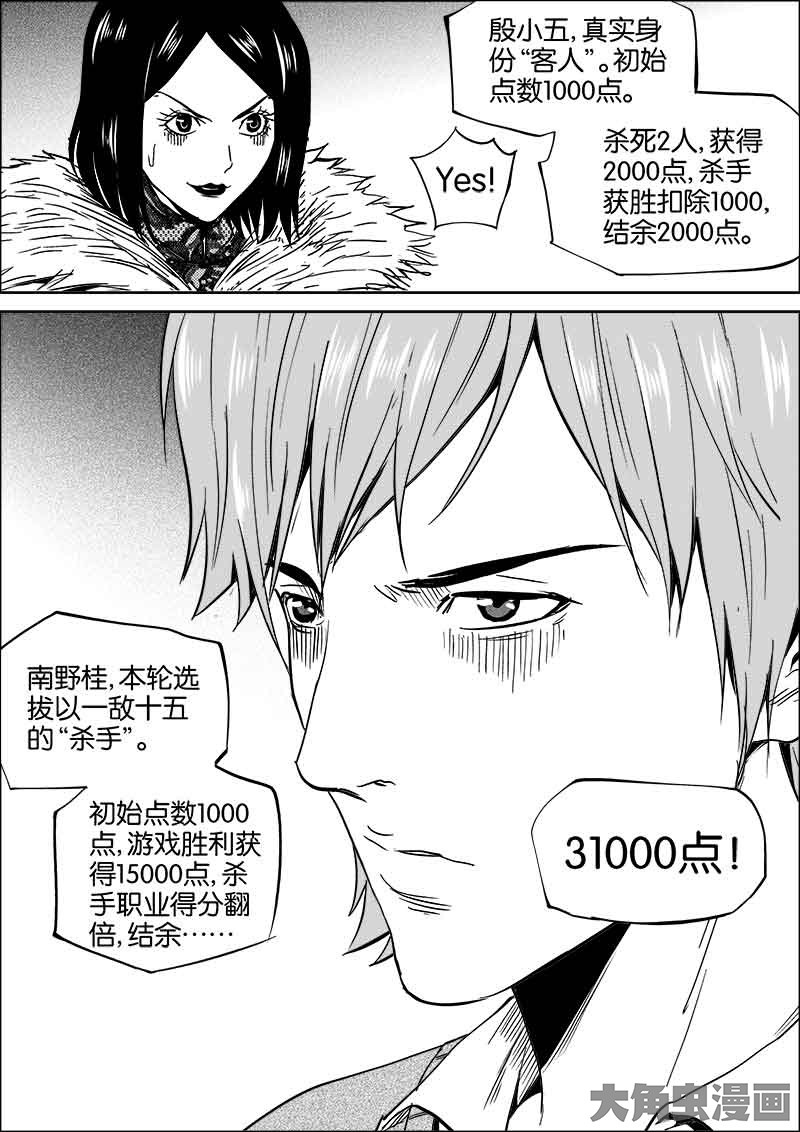 殷小五，真实身
份“客人”。初始
点数1000点。
杀死2人，获得
2000点，杀手
获胜扣除1000，
结余2000点。
Yes!
南野桂，本轮选
拔以一敌十五
的“杀手”。
初始点数1000
点，游戏胜利获
得15000点，杀
手职业得分翻
倍，结余……
31000点！
大角虫漫画